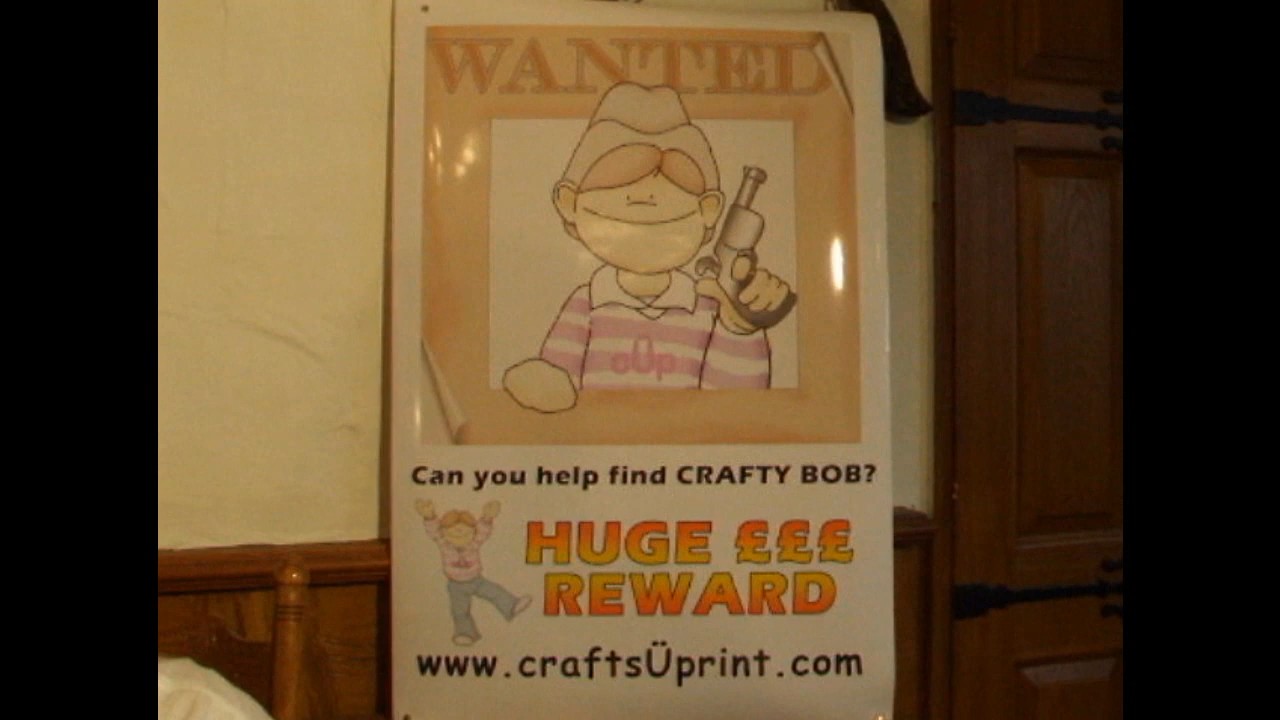 WANTED
cÜp
Can you help find CRAFTY BOB?
HUGE £££
REWARD
www.craftsÜprint.com